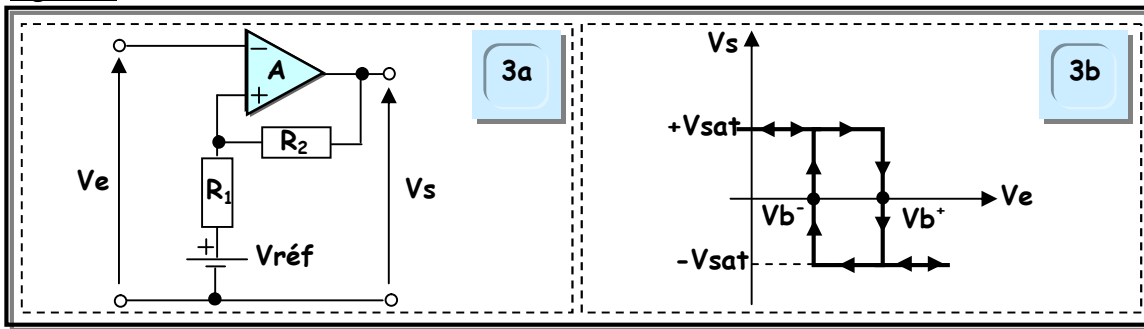 3a
−
A
+
R2
R1
Ve
Vs
+
Vréf
3b
Vs
+Vsat
Vb-
Vb+
Ve
-Vsat